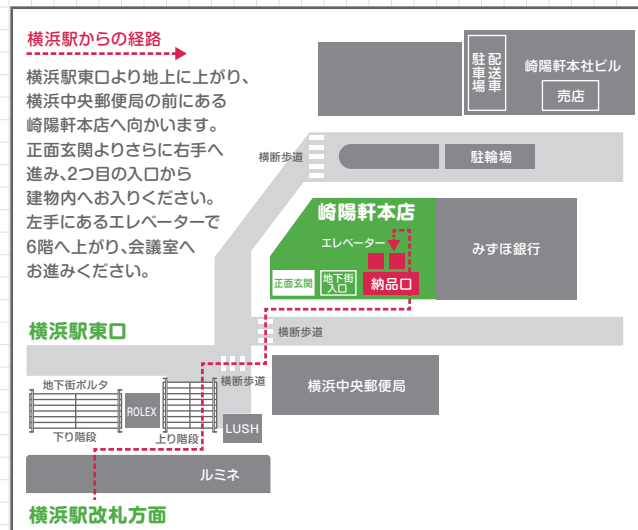 横浜駅からの経路
横浜駅東口より地上に上がり、
横浜中央郵便局の前にある
崎陽軒本店へ向かいます。
正面玄関よりさらに右手へ
進み、2つ目の入口から
建物内へお入りください。
左手にあるエレベーターで
6階へ上がり、会議室へ
お進みください。
配送車
駐車場
崎陽軒本社ビル
売店
横断歩道
駐輪場
崎陽軒本店
エレベーター
みずほ銀行
正面玄関
地下街
入口
納品口
横浜駅東口
横断歩道
横断歩道
横浜中央郵便局
地下街ポルタ
ROLEX
LUSH
下り階段
上り階段
ルミネ
横浜駅改札方面